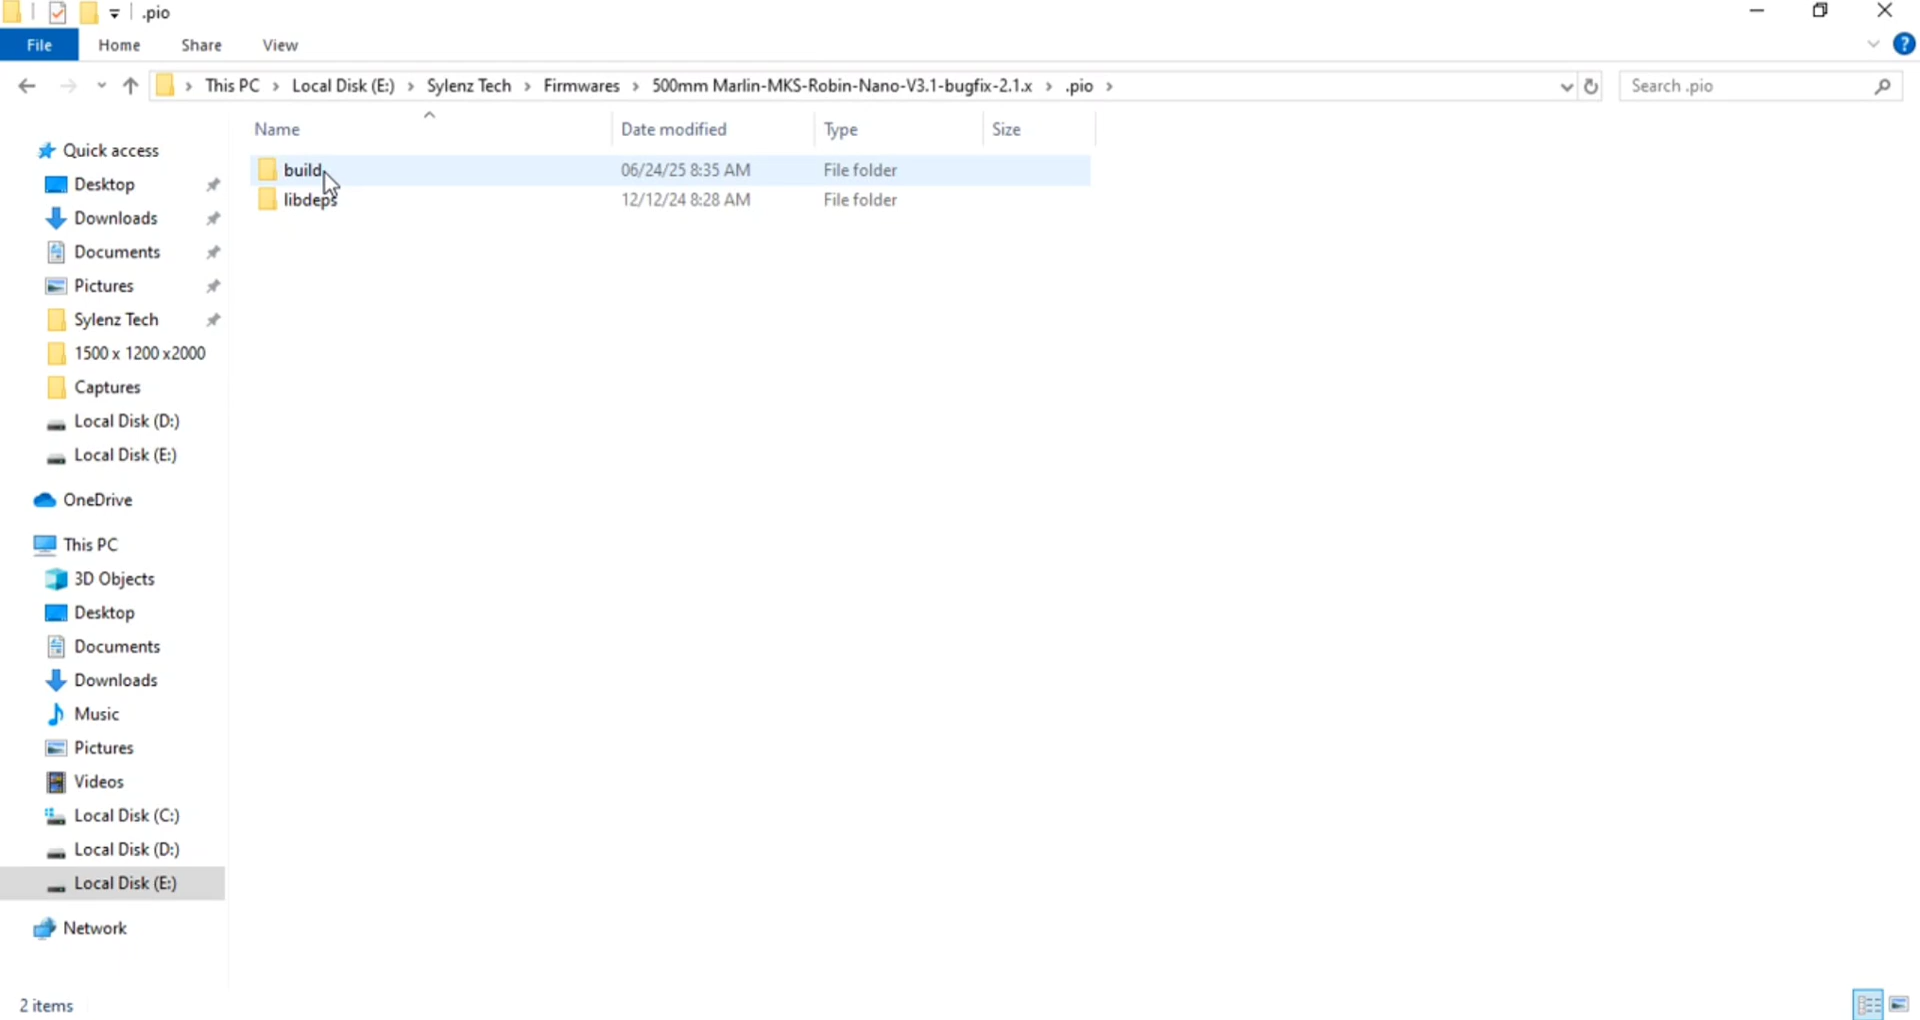 .pio
File Home Share View
This PC Local Disk (E:) Sylenz Tech Firmwares 500mm Marlin-MKS-Robin-Nano-V3.1-bugfix-2.1.x .pio
Search .pio
Name Date modified Type Size
build 06/24/25 8:35 AM File folder
libdeps 12/12/24 8:28 AM File folder
Quick access
Desktop
Downloads
Documents
Pictures
Sylenz Tech
1500 x 1200 x2000
Captures
Local Disk (D:)
Local Disk (E:)
OneDrive
This PC
3D Objects
Desktop
Documents
Downloads
Music
Pictures
Videos
Local Disk (C:)
Local Disk (D:)
Local Disk (E:)
Network
2 items